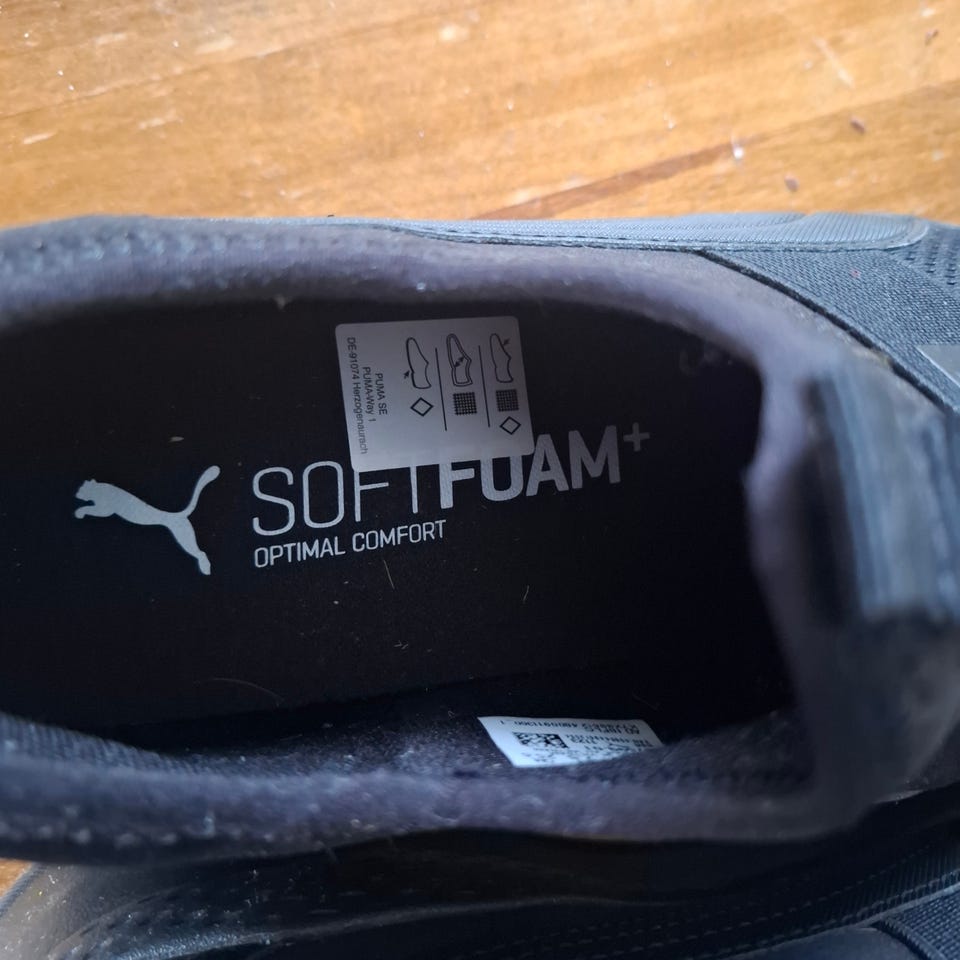 PUMA SE
PUMA-Way 1
DE-91074 Herzogenaurach
SOFTFOAM+
OPTIMAL COMFORT